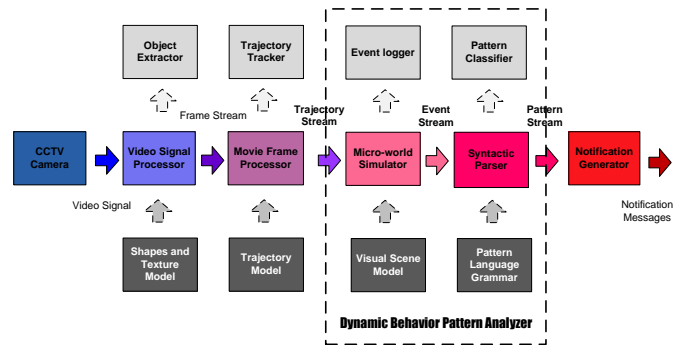 Object
Extractor
Trajectory
Tracker
Event logger
Pattern
Classifier
Frame Stream
Trajectory
Stream
Event
Stream
Pattern
Stream
CCTV
Camera
Video Signal
Processor
Movie Frame
Processor
Micro-world
Simulator
Syntactic
Parser
Notification
Generator
Video Signal
Notification
Messages
Shapes and
Texture
Model
Trajectory
Model
Visual Scene
Model
Pattern
Language
Grammar
Dynamic Behavior Pattern Analyzer